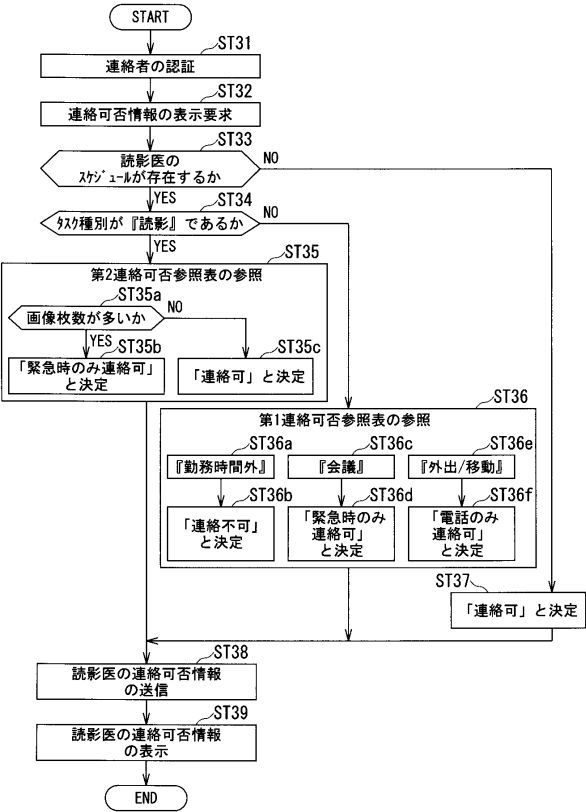 START
ST31
連絡者の認証
ST32
連絡可否情報の表示要求
ST33
読影医の
ｽｹｼﾞｭｰﾙが存在するか
NO
YES
ST34
ﾀｽｸ種別が『読影』であるか
NO
YES
ST35
第2連絡可否参照表の参照
ST35a
画像枚数が多いか
NO
YES
ST35b
「緊急時のみ連絡可」
と決定
ST35c
「連絡可」と決定
ST36
第1連絡可否参照表の参照
ST36a
『勤務時間外』
ST36c
『会議』
ST36e
『外出/移動』
ST36b
「連絡不可」
と決定
ST36d
「緊急時のみ
連絡可」
と決定
ST36f
「電話のみ
連絡可」
と決定
ST37
「連絡可」と決定
ST38
読影医の連絡可否情報
の送信
ST39
読影医の連絡可否情報
の表示
END